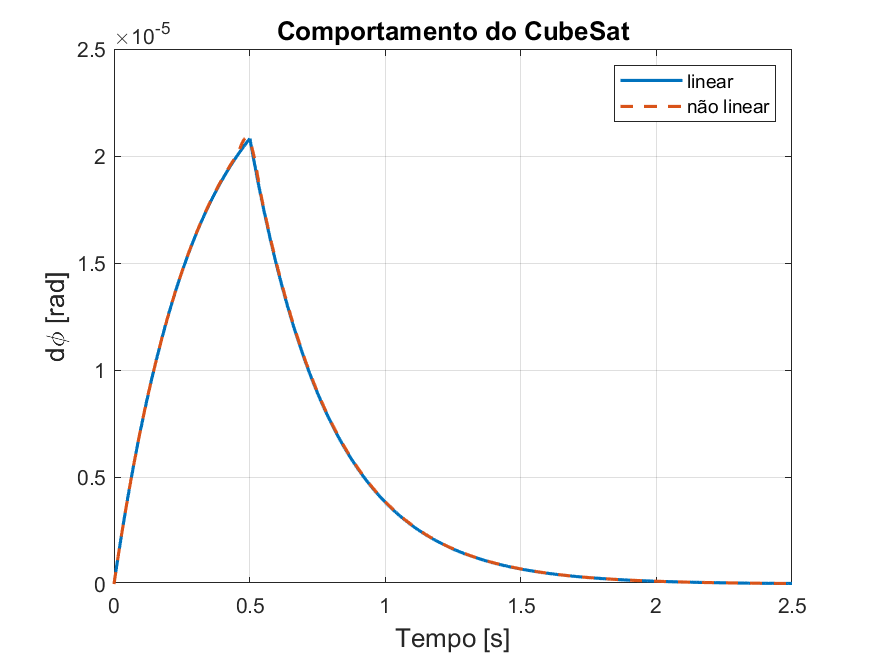 Comportamento do CubeSat
×10-5
2.5
2
1.5
1
0.5
0
0
0.5
1
1.5
2
2.5
dϕ [rad]
Tempo [s]
linear
não linear